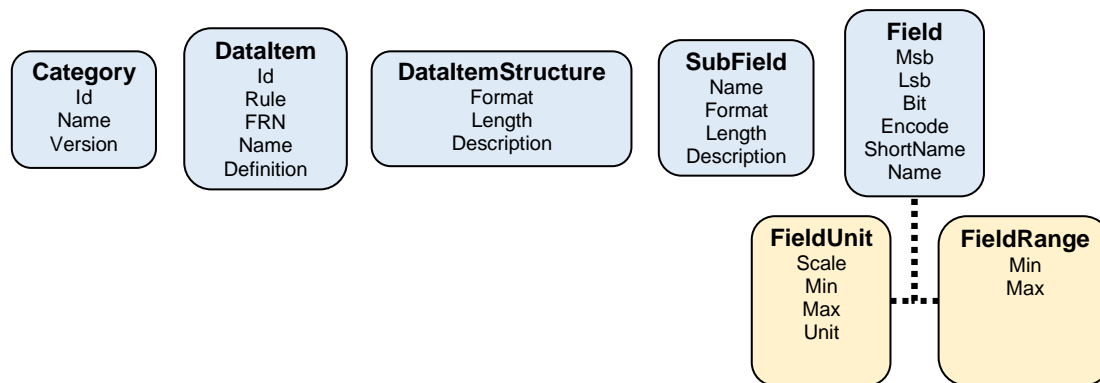 Category
Id
Name
Version
DataItem
Id
Rule
FRN
Name
Definition
DataItemStructure
Format
Length
Description
SubField
Name
Format
Length
Description
Field
Msb
Lsb
Bit
Encode
ShortName
Name
FieldUnit
Scale
Min
Max
Unit
FieldRange
Min
Max